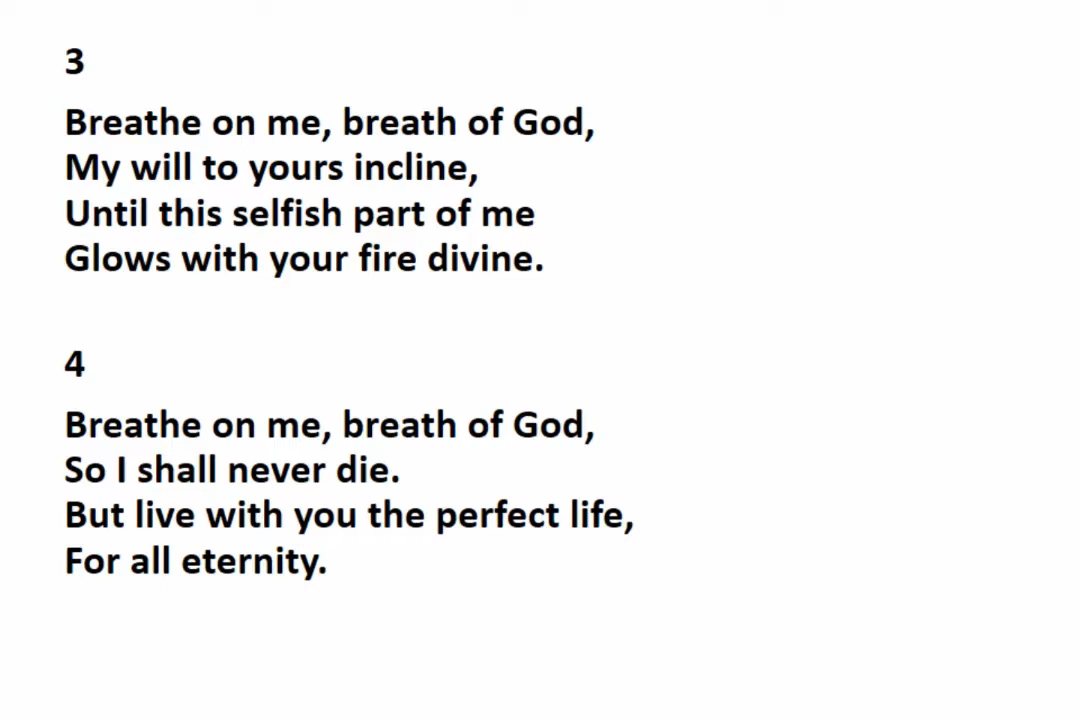 3
Breathe on me, breath of God,
My will to yours incline,
Until this selfish part of me
Glows with your fire divine.
4
Breathe on me, breath of God,
So I shall never die.
But live with you the perfect life,
For all eternity.